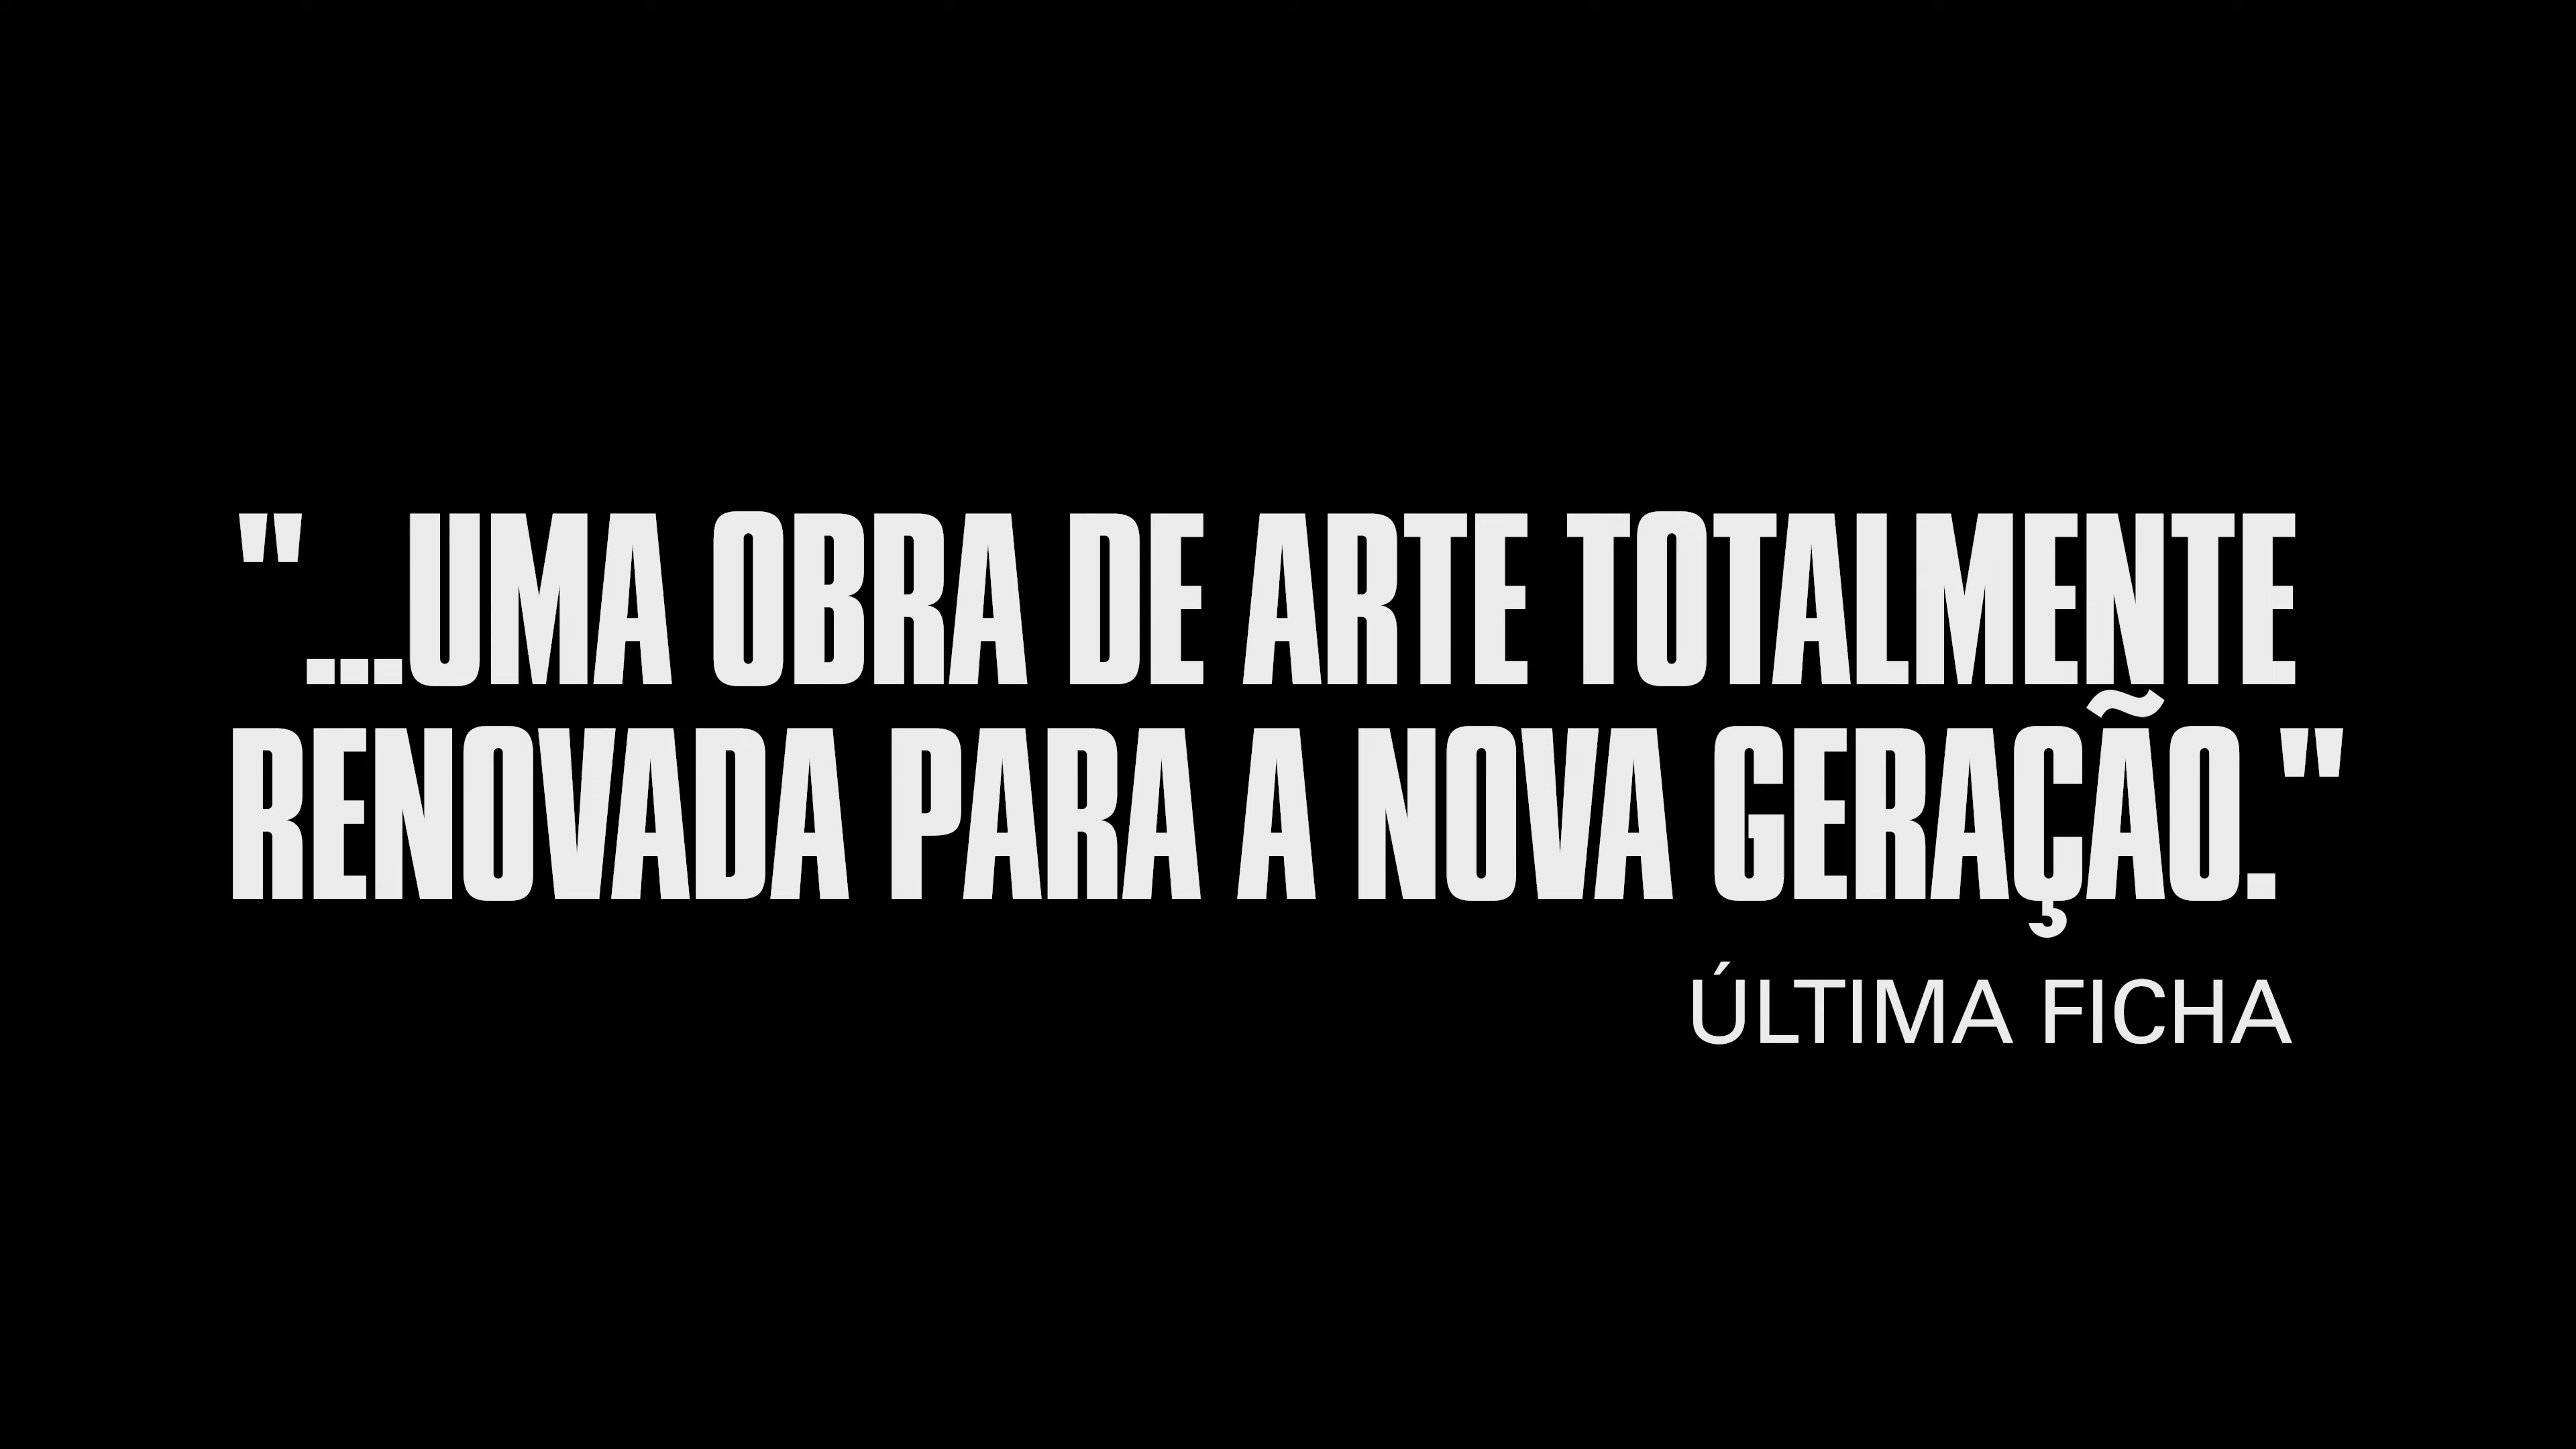 "...UMA OBRA DE ARTE TOTALMENTE
RENOVADA PARA A NOVA GERAÇÃO."
ÚLTIMA FICHA